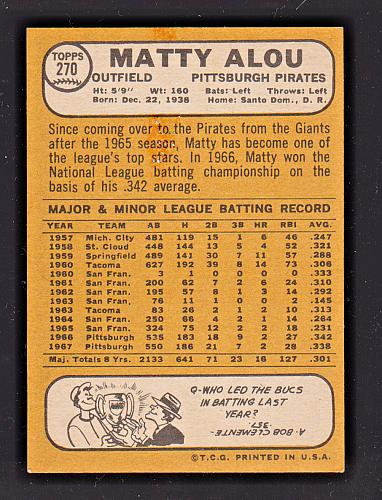 TOPPS
270
MATTY ALOU
OUTFIELD PITTSBURGH PIRATES
Ht: 5'9" Wt: 160 Bats: Left Throws: Left
Born: Dec. 22, 1938 Home: Santo Dom., D. R.
Since coming over to the Pirates from the Giants
after the 1965 season, Matty has become one
of the league's top stars. In 1966, Matty won the
National League batting championship on the
basis of his .342 average.
MAJOR & MINOR LEAGUE BATTING RECORD
YEAR TEAM AB H 2B 3B HR RBI AVG.
1957 Mich. City 481 119 15 1 6 46 .247
1958 St. Cloud 448 144 13 5 4 52 .321
1959 Springfield 489 141 30 7 11 57 .288
1960 Tacoma 627 192 39 8 14 73 .306
1960 San Fran. 3 1 0 0 0 0 .333
1961 San Fran. 200 62 7 2 6 24 .310
1962 San Fran. 195 57 8 1 3 14 .292
1963 San Fran. 76 11 1 0 0 2 .145
1963 Tacoma 83 26 2 1 2 10 .313
1964 San Fran. 250 66 4 2 1 14 .264
1965 San Fran. 324 75 12 2 2 18 .231
1966 Pittsburgh 535 183 18 9 2 27 .342
1967 Pittsburgh 550 186 21 7 2 28 .338
Maj. Totals 8 Yrs. 2133 641 71 23 16 127 .301
Q-WHO LED THE BUCS
IN BATTING LAST
YEAR?
A-BOB CLEMENTE-
.357.
©T.C.G. PRINTED IN U.S.A.